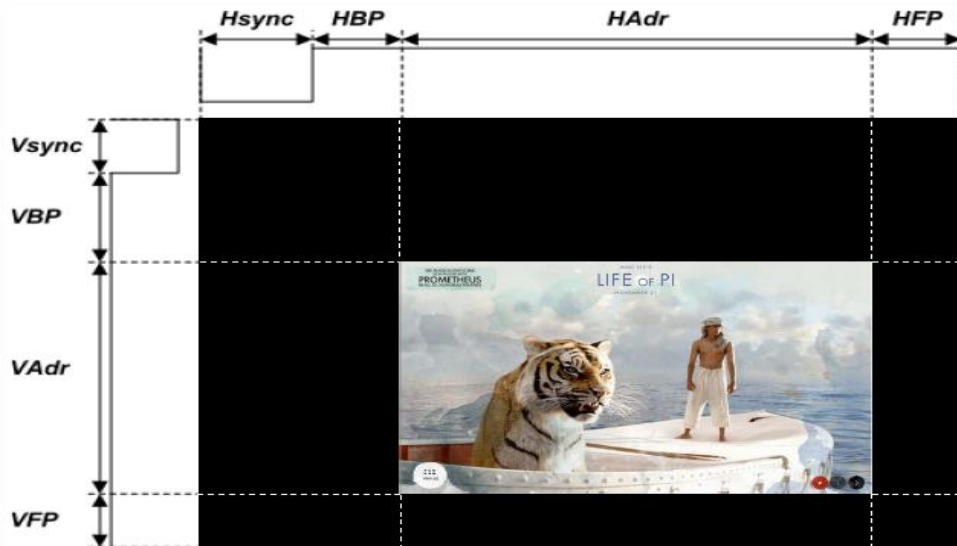 Hsync HBP HAdr HFP
Vsync
VBP
PROMETHEUS
LIFE OF PI
VAdr
VFP